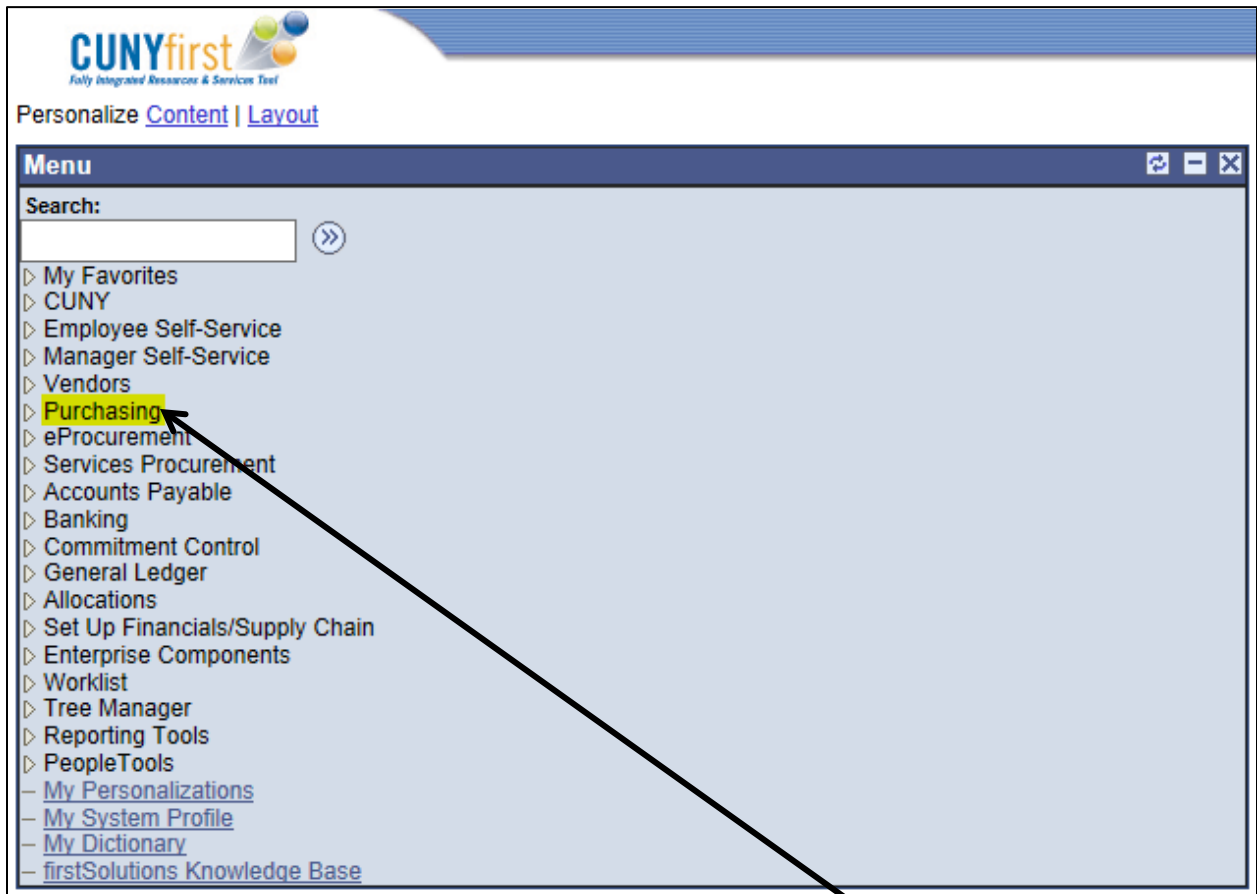 CUNYfirst
Fully Integrated Resources & Services Tool
Personalize Content | Layout
Menu
Search:
My Favorites
CUNY
Employee Self-Service
Manager Self-Service
Vendors
Purchasing
eProcurement
Services Procurement
Accounts Payable
Banking
Commitment Control
General Ledger
Allocations
Set Up Financials/Supply Chain
Enterprise Components
Worklist
Tree Manager
Reporting Tools
PeopleTools
My Personalizations
My System Profile
My Dictionary
firstSolutions Knowledge Base